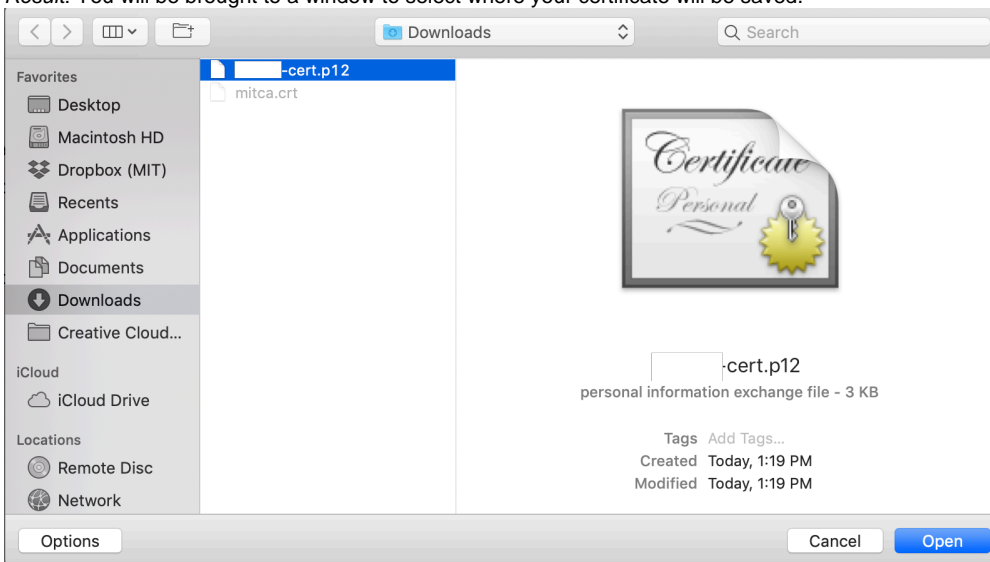 Result: You will be brought to a window to select where your certificate will be saved.
Downloads
Search
Favorites
Desktop
Macintosh HD
Dropbox (MIT)
Recents
Applications
Documents
Downloads
Creative Cloud...
iCloud
iCloud Drive
Locations
Remote Disc
Network
-cert.p12
mitca.crt
Certificate
Personal
-cert.p12
personal information exchange file - 3 KB
Tags Add Tags...
Created Today, 1:19 PM
Modified Today, 1:19 PM
Options
Cancel
Open